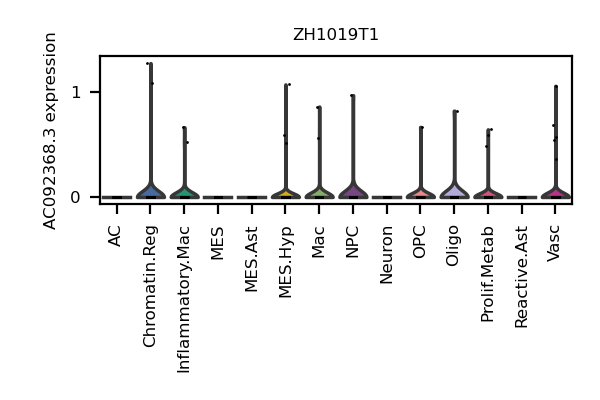 ZH1019T1
AC092368.3 expression
1
0
AC
Chromatin.Reg
Inflammatory.Mac
MES
MES.Ast
MES.Hyp
Mac
NPC
Neuron
OPC
Oligo
Prolif.Metab
Reactive.Ast
Vasc